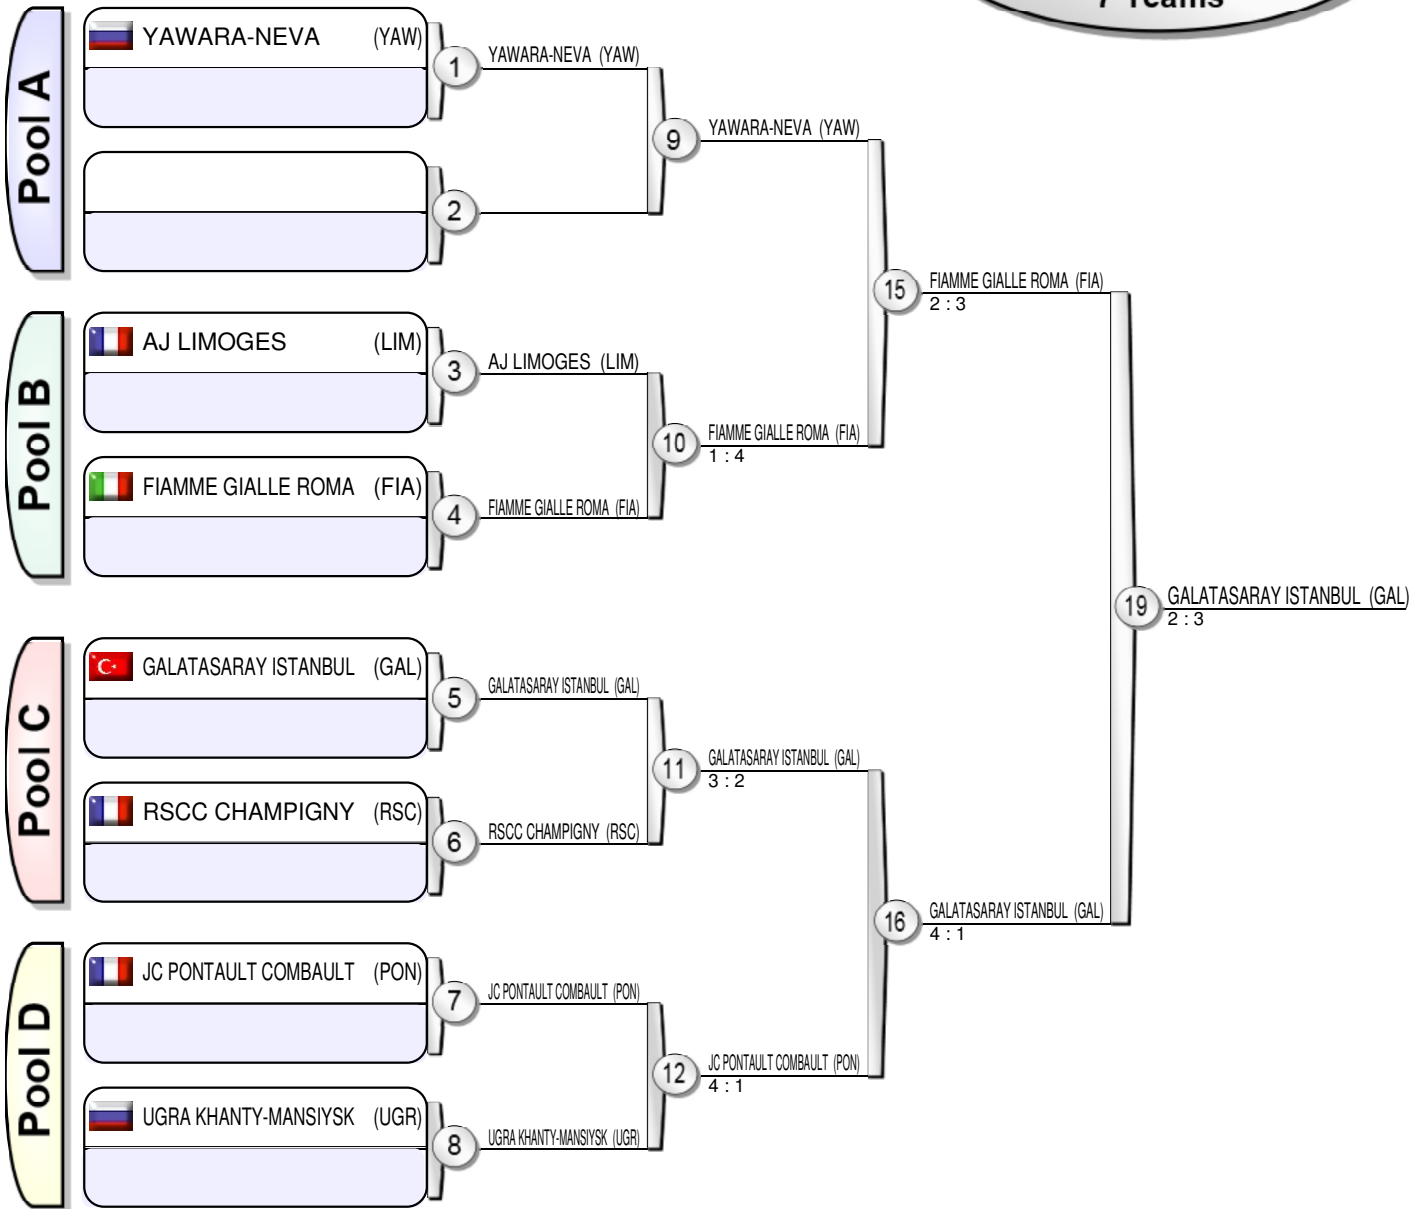 7 Teams
Pool A
YAWARA-NEVA (YAW)
1
YAWARA-NEVA (YAW)
2
9
YAWARA-NEVA (YAW)
Pool B
AJ LIMOGES (LIM)
3
AJ LIMOGES (LIM)
FIAMME GIALLE ROMA (FIA)
4
FIAMME GIALLE ROMA (FIA)
10
FIAMME GIALLE ROMA (FIA)
1 : 4
15
FIAMME GIALLE ROMA (FIA)
2 : 3
Pool C
GALATASARAY ISTANBUL (GAL)
5
GALATASARAY ISTANBUL (GAL)
RSCC CHAMPIGNY (RSC)
6
RSCC CHAMPIGNY (RSC)
11
GALATASARAY ISTANBUL (GAL)
3 : 2
Pool D
JC PONTAULT COMBAULT (PON)
7
JC PONTAULT COMBAULT (PON)
UGRA KHANTY-MANSIYSK (UGR)
8
UGRA KHANTY-MANSIYSK (UGR)
12
JC PONTAULT COMBAULT (PON)
4 : 1
16
GALATASARAY ISTANBUL (GAL)
4 : 1
19
GALATASARAY ISTANBUL (GAL)
2 : 3